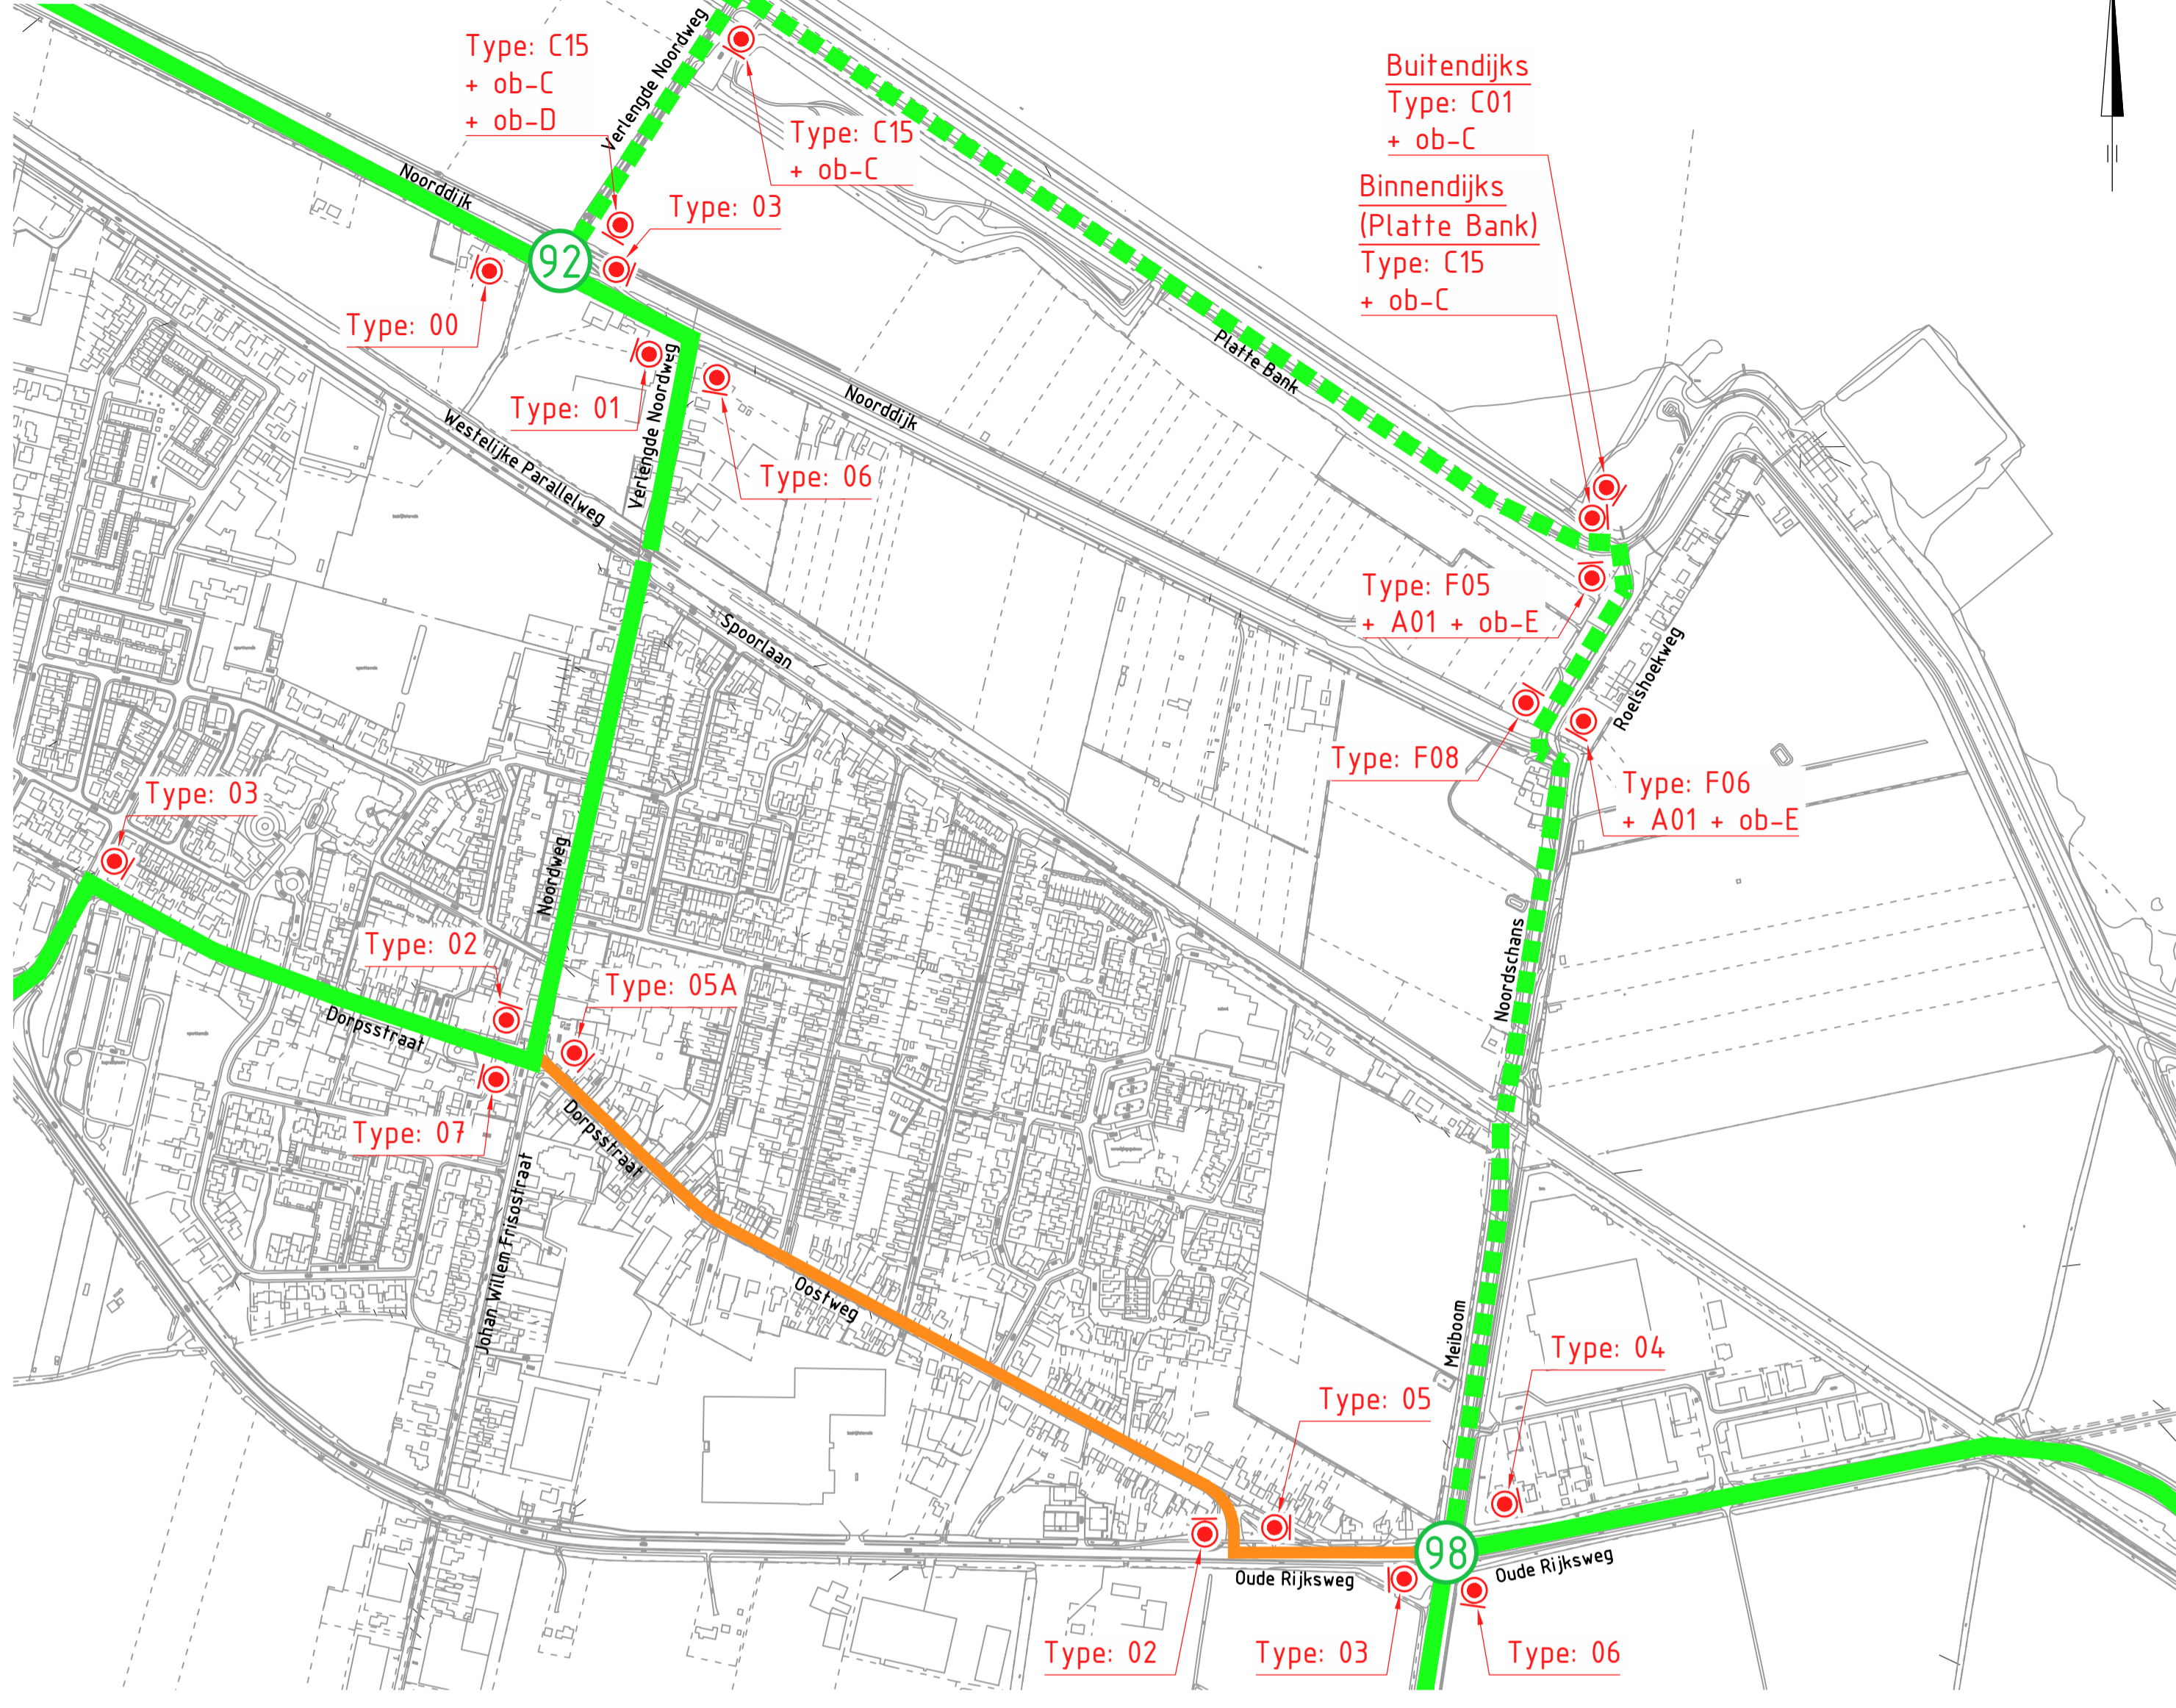 Type: C15
+ ob-C
+ ob-D
Verlengde Noordweg
Type: C15
+ ob-C
Buitendijks
Type: C01
+ ob-C
Binnendijks
(Platte Bank)
Type: C15
+ ob-C
Noorddijk
Type: 03
92
Type: 00
Platte Bank
Type: 01
Verlengde Noordweg
Noorddijk
Westelijke Parallelweg
Type: 06
Type: F05
+ A01 + ob-E
Spoorlaan
Roelshoekweg
Type: F08
Type: F06
+ A01 + ob-E
Type: 03
Noordweg
Type: 02
Type: 05A
Noordschans
Dorpsstraat
Type: 07
Dorpsstraat
Johan Willem Frisostraat
Oostweg
Meiboom
Type: 04
Type: 05
98
Oude Rijksweg
Oude Rijksweg
Type: 02
Type: 03
Type: 06